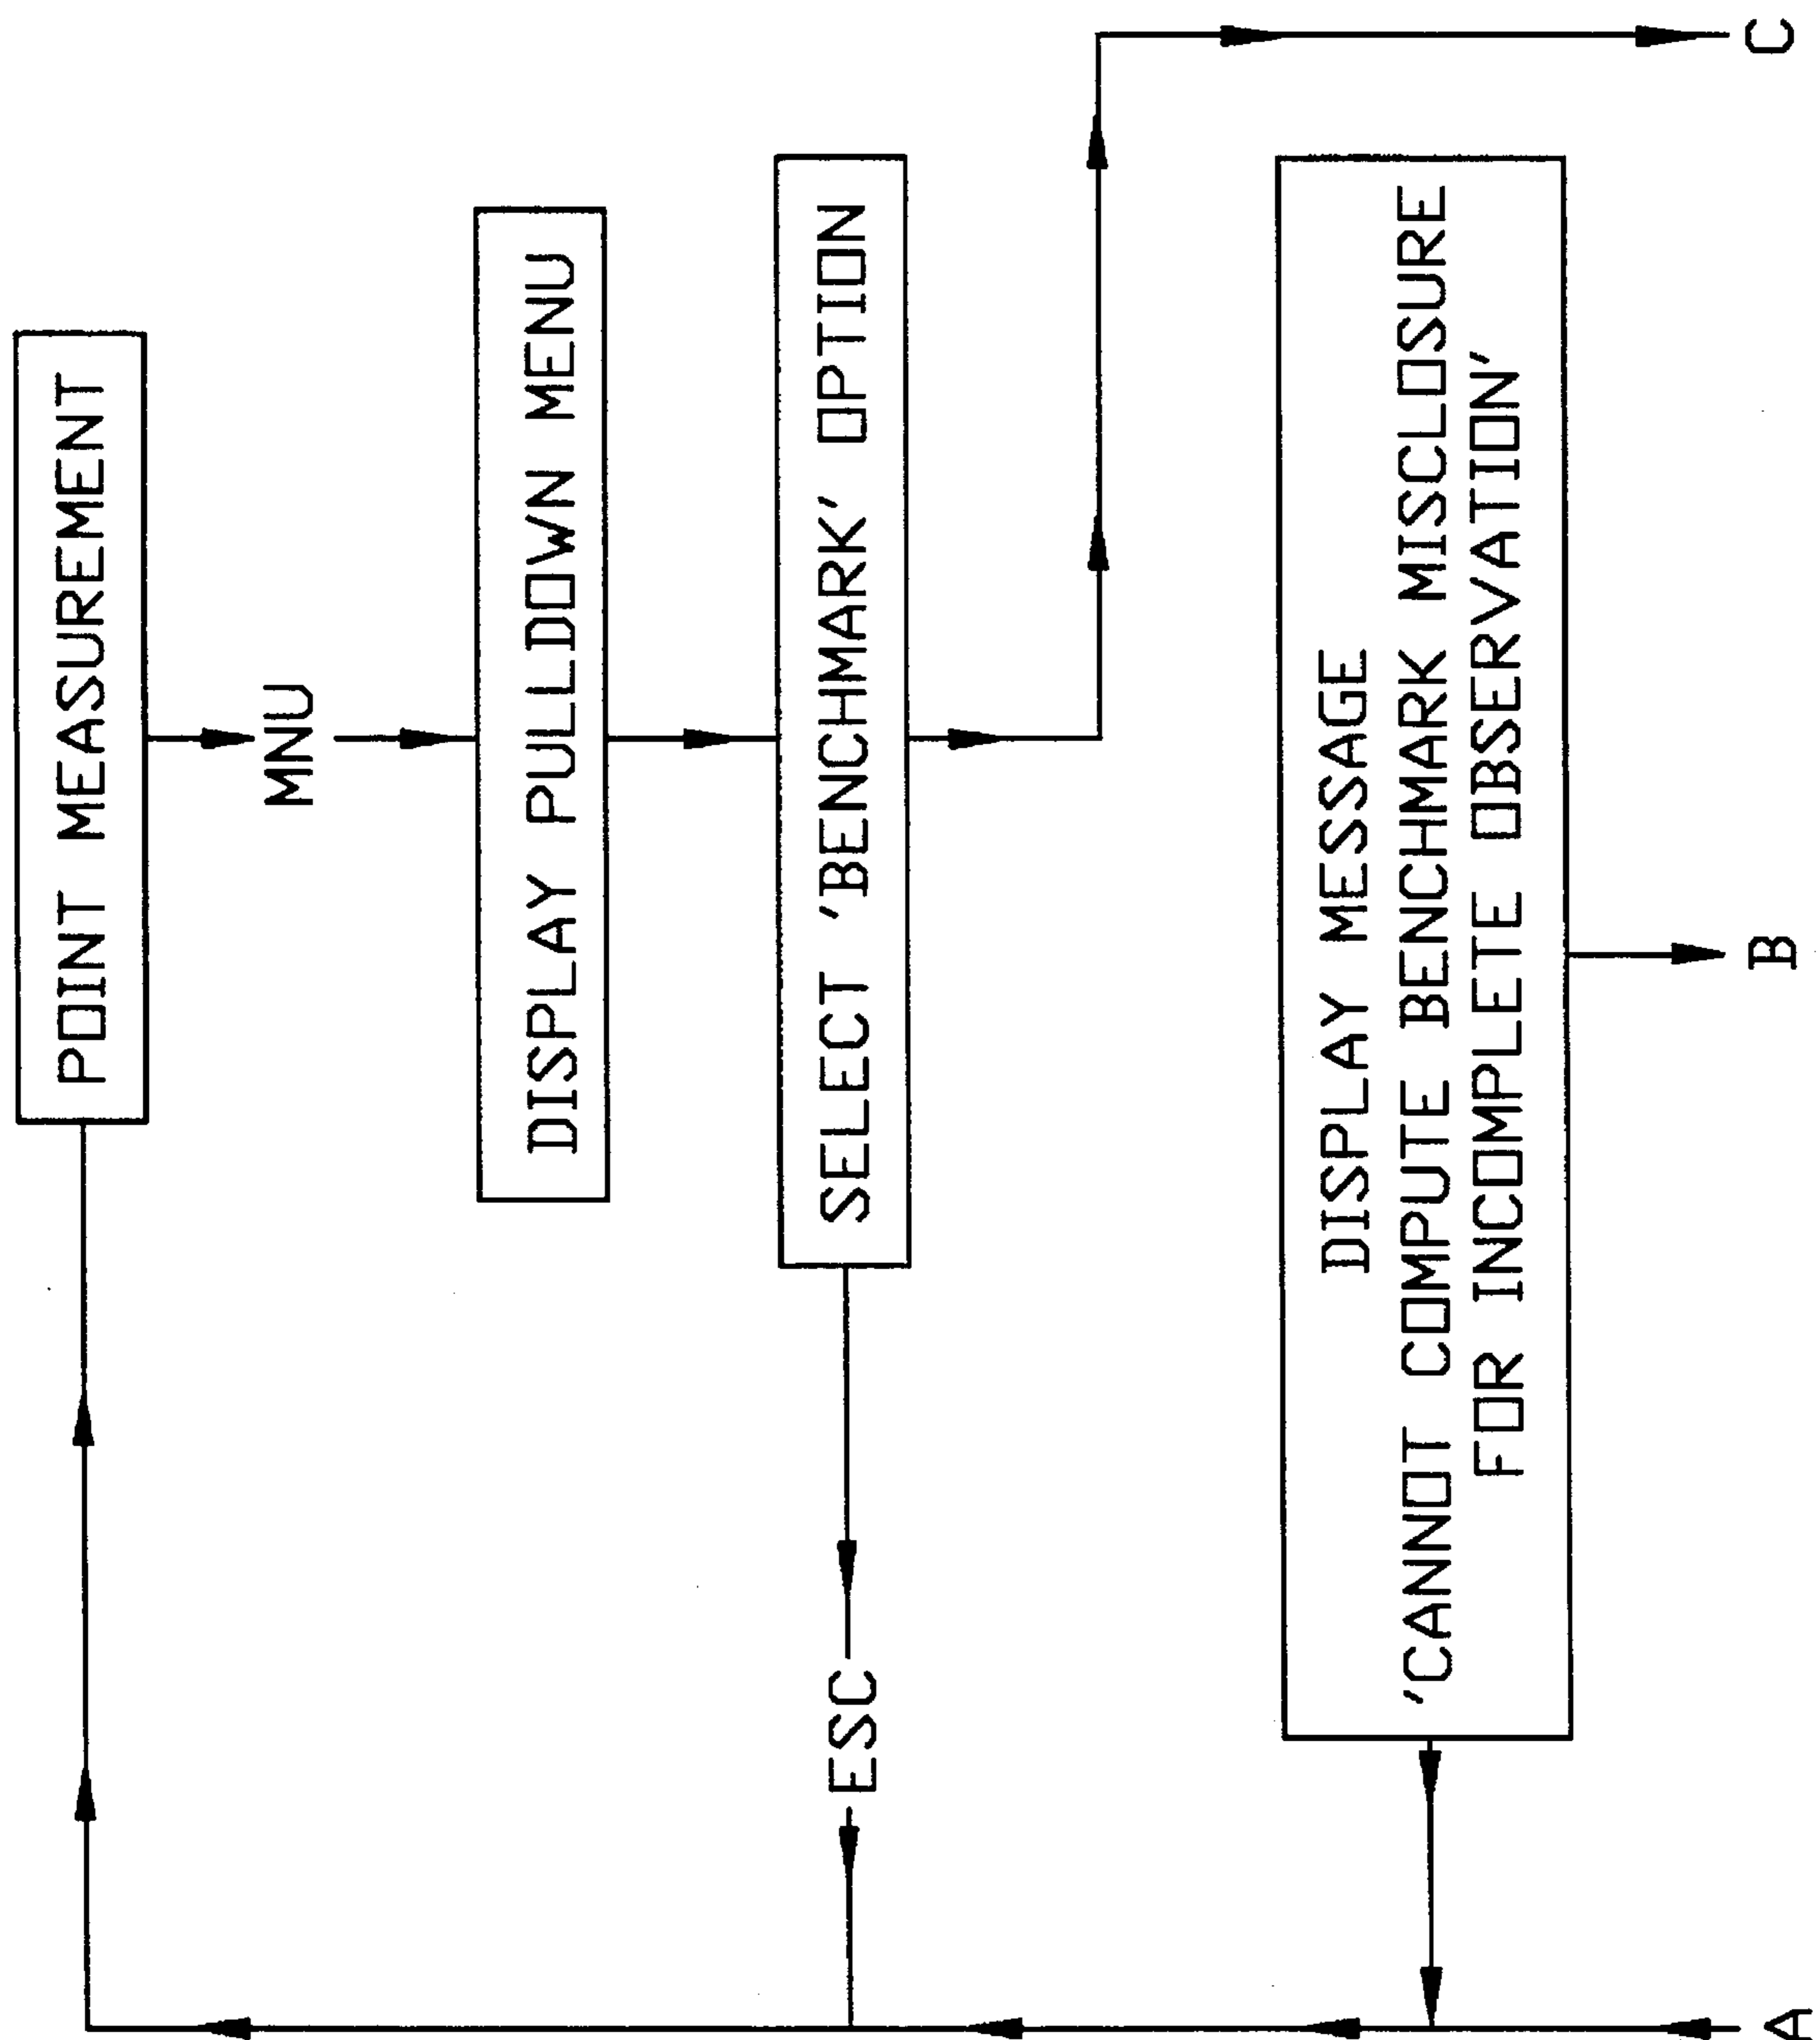 POINT MEASUREMENT
MNU
DISPLAY PULLDOWN MENU
SELECT 'BENCHMARK' OPTION
ESC
DISPLAY MESSAGE
'CANNOT COMPUTE BENCHMARK MISCLOSURE
FOR INCOMPLETE OBSERVATION'
A
B
C